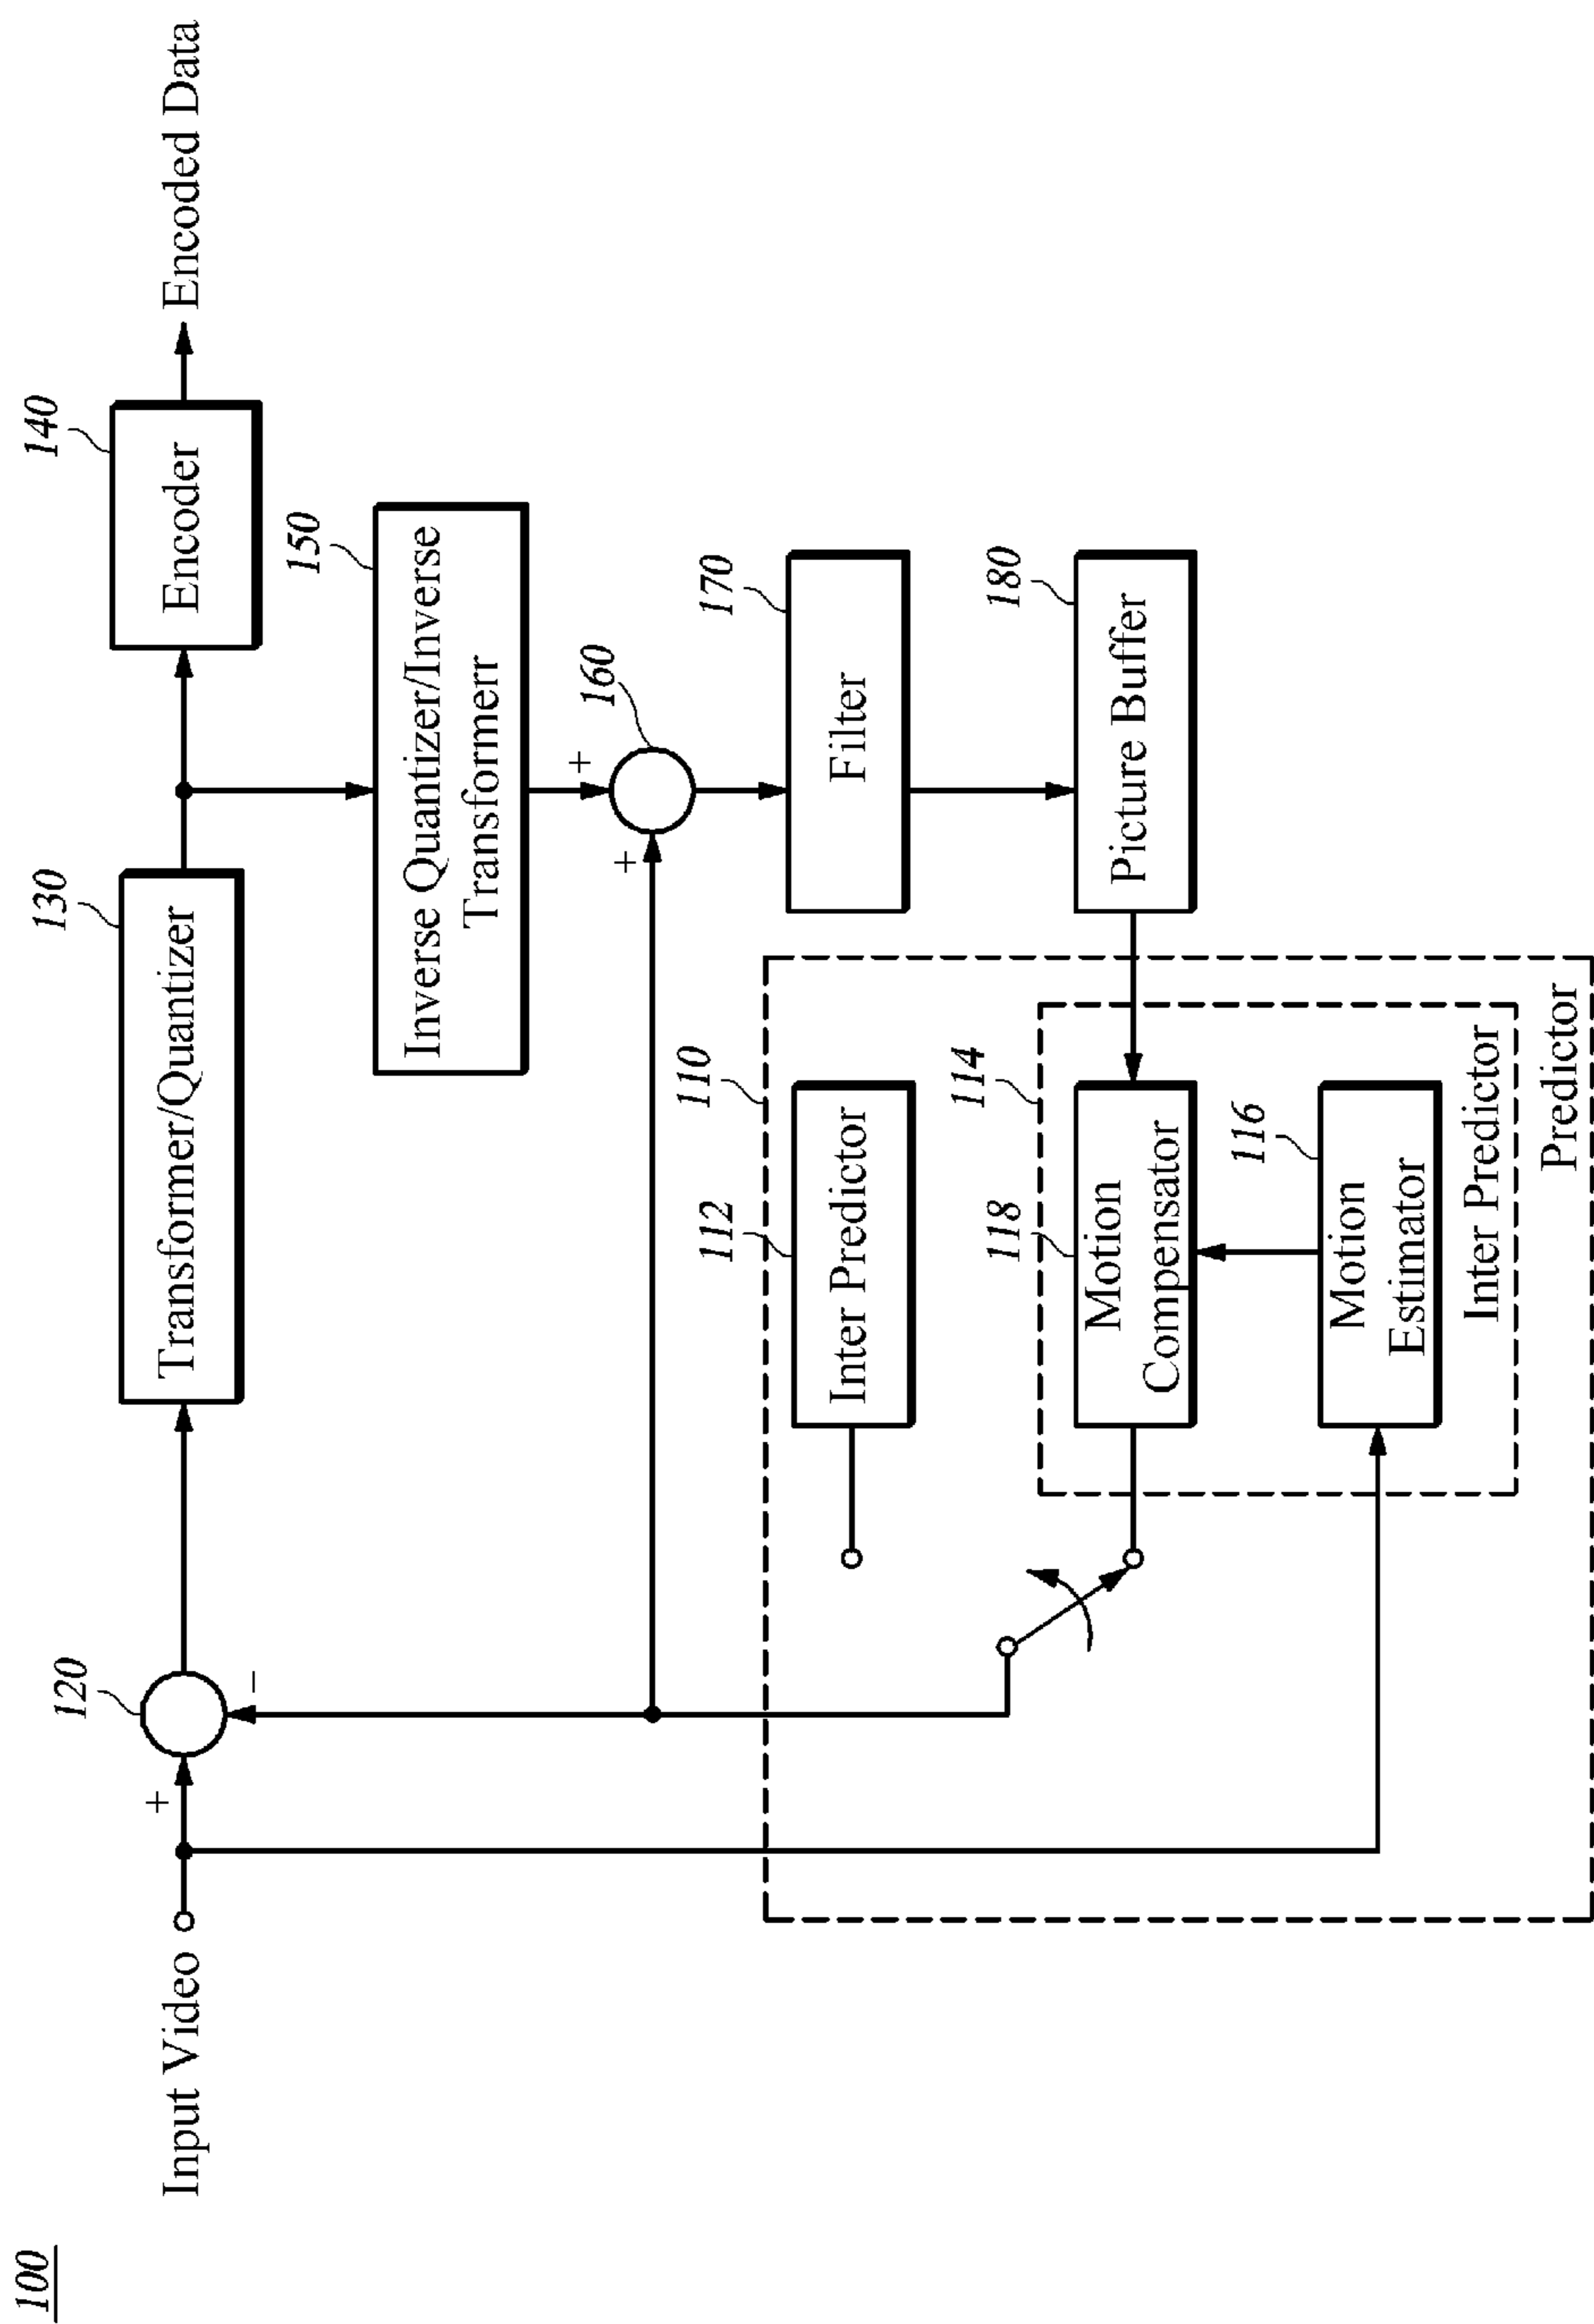 100
Input Video
+
120
−
130
Transformer/Quantizer
140
Encoder
Encoded Data
150
Inverse Quantizer/Inverse
Transformerr
+
160
+
170
Filter
180
Picture Buffer
110
112
Inter Predictor
114
118
Motion
Compensator
116
Motion
Estimator
Inter Predictor
Predictor